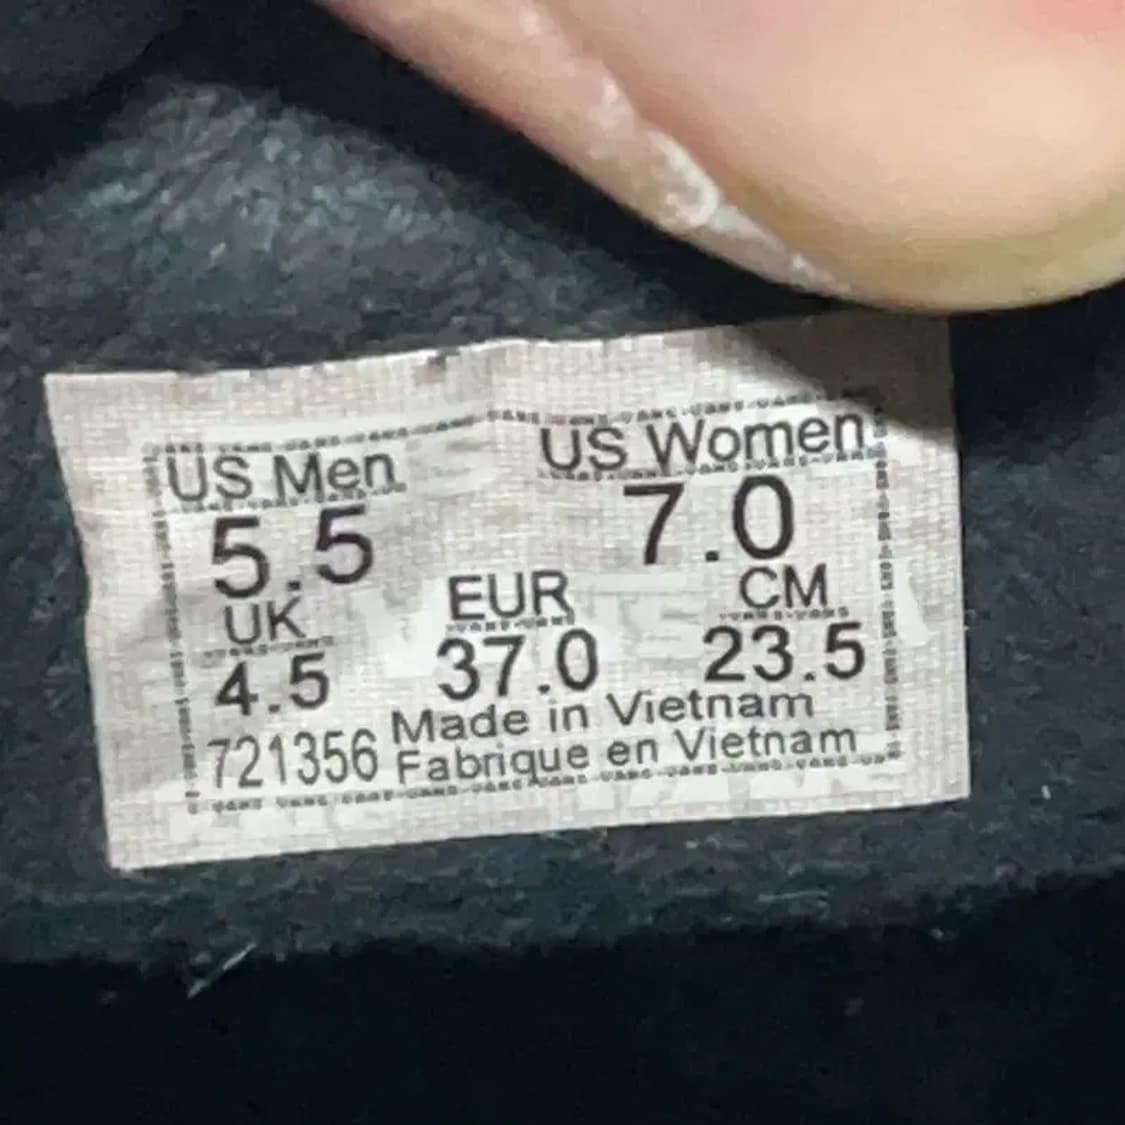 US Men US Women
5.5 7.0
UK EUR CM
4.5 37.0 23.5
721356 Made in Vietnam
Fabrique en Vietnam